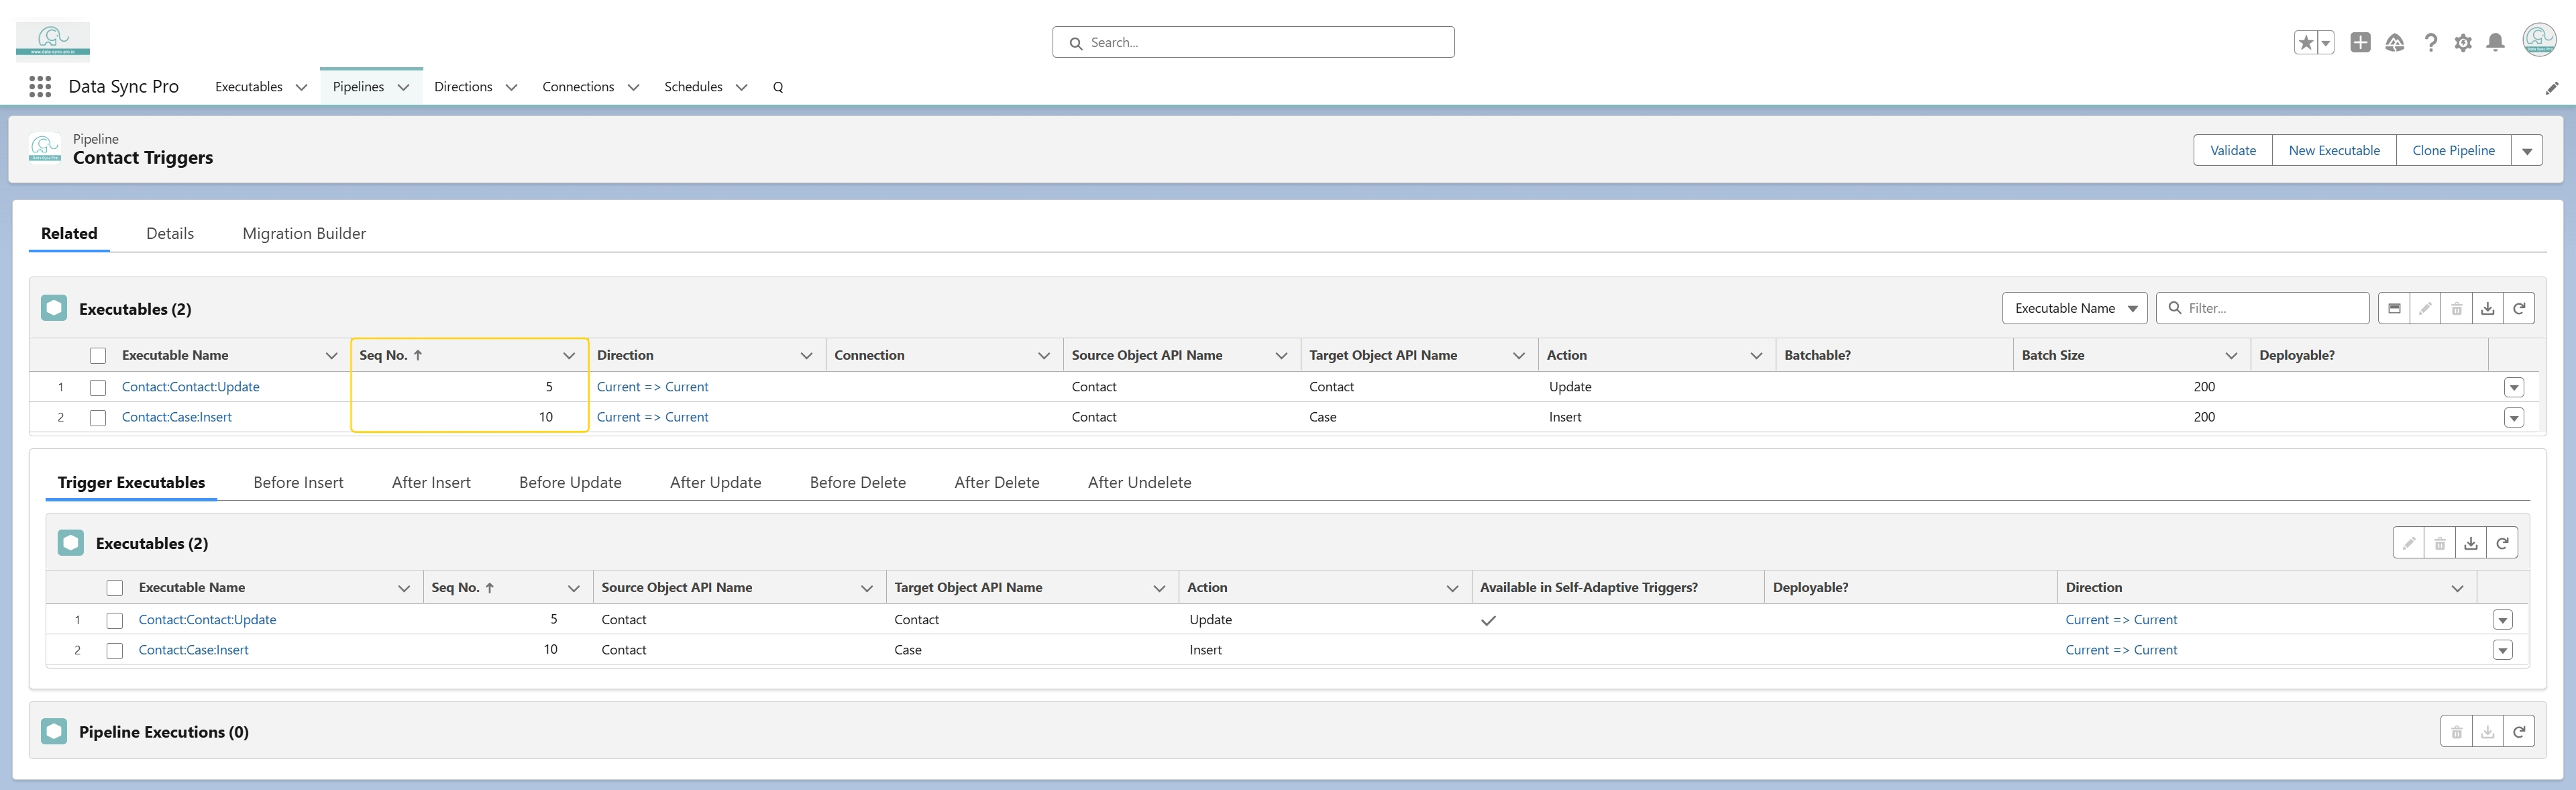 Search...
Data Sync Pro Executables Pipelines Directions Connections Schedules Q
Pipeline
Contact Triggers
Validate New Executable Clone Pipeline
Related Details Migration Builder
Executables (2) Executable Name Filter...
Executable Name Seq No. ↑ Direction Connection Source Object API Name Target Object API Name Action Batchable? Batch Size Deployable?
1 Contact:Contact:Update 5 Current => Current Contact Contact Update 200
2 Contact:Case:Insert 10 Current => Current Contact Case Insert 200
Trigger Executables Before Insert After Insert Before Update After Update Before Delete After Delete After Undelete
Executables (2)
Executable Name Seq No. ↑ Source Object API Name Target Object API Name Action Available in Self-Adaptive Triggers? Deployable? Direction
1 Contact:Contact:Update 5 Contact Contact Update Current => Current
2 Contact:Case:Insert 10 Contact Case Insert Current => Current
Pipeline Executions (0)